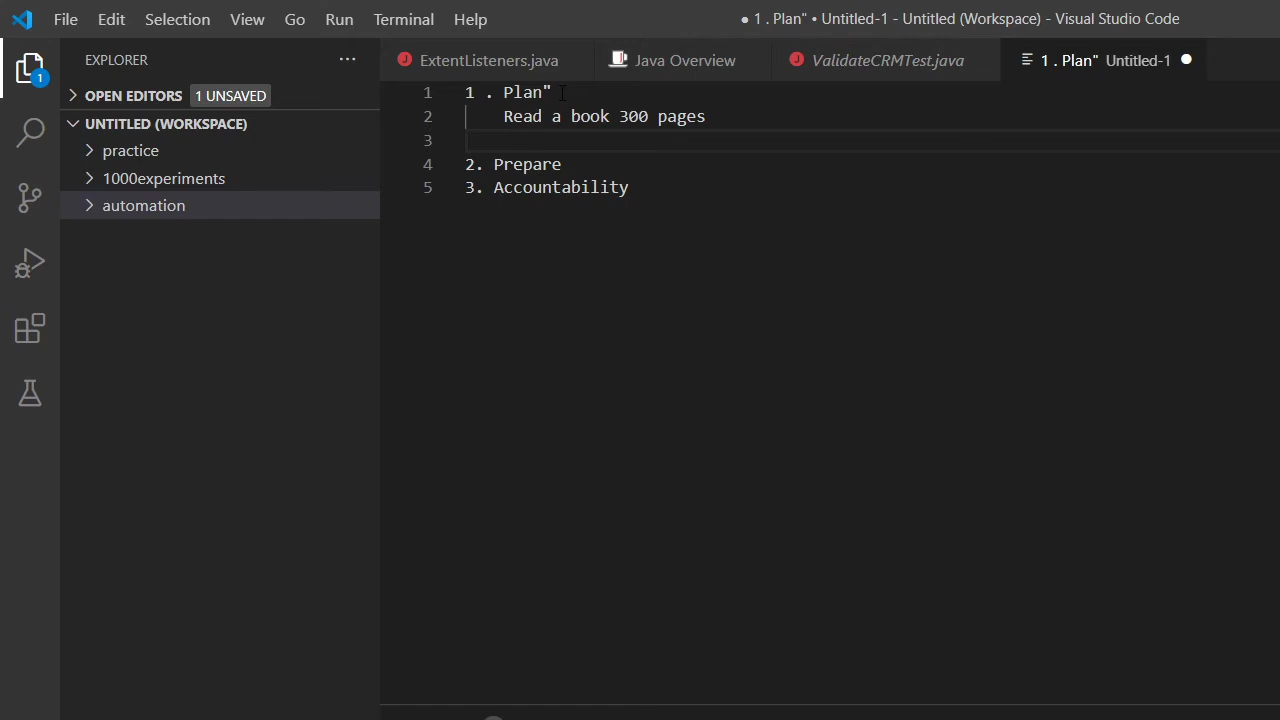 File Edit Selection View Go Run Terminal Help ● 1 . Plan" • Untitled-1 - Untitled (Workspace) - Visual Studio Code
EXPLORER ...
ExtentListeners.java Java Overview ValidateCRMTest.java 1 . Plan" Untitled-1
1
OPEN EDITORS 1 UNSAVED
UNTITLED (WORKSPACE)
practice
1000experiments
automation
1 1 . Plan"
2 Read a book 300 pages
3
4 2. Prepare
5 3. Accountability